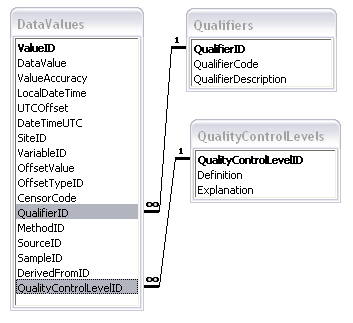 DataValues
ValueID
DataValue
ValueAccuracy
LocalDateTime
UTCOffset
DateTimeUTC
SiteID
VariableID
OffsetValue
OffsetTypeID
CensorCode
QualifierID
MethodID
SourceID
SampleID
DerivedFromID
QualityControlLevelID
1
∞
1
∞
Qualifiers
QualifierID
QualifierCode
QualifierDescription
QualityControlLevels
QualityControlLevelID
Definition
Explanation